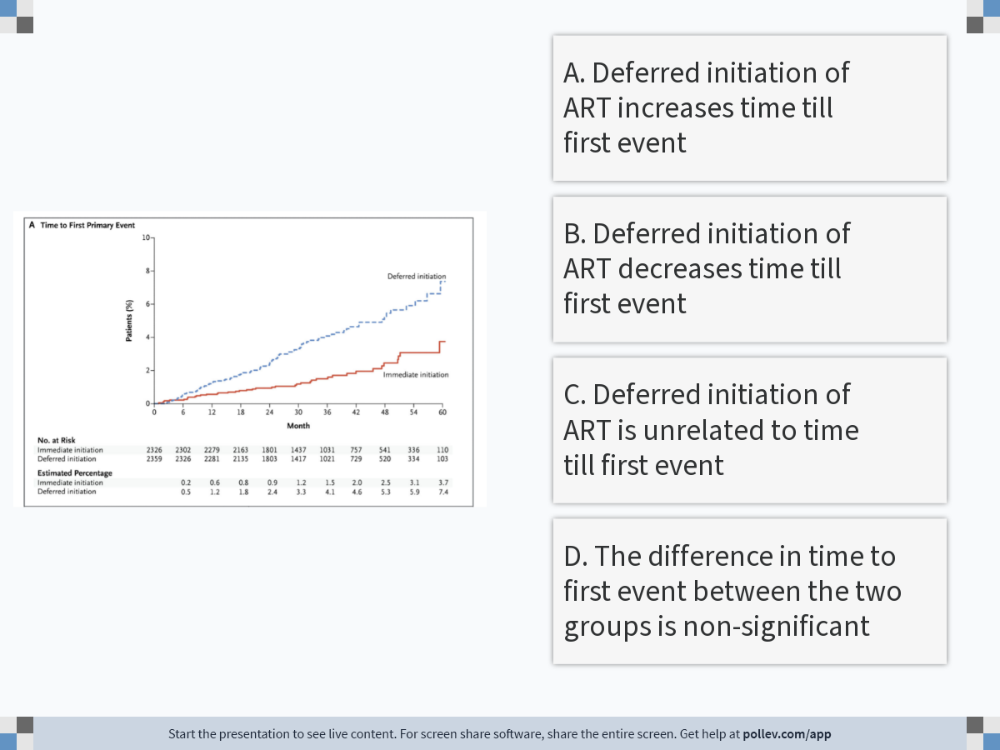 A Time to First Primary Event
10
8
6
4
2
0
Patients (%)
Deferred initiation
Immediate initiation
0 6 12 18 24 30 36 42 48 54 60
Month
No. at Risk
Immediate initiation 2326 2302 2279 2163 1801 1437 1031 757 541 336 110
Deferred initiation 2359 2326 2281 2135 1803 1417 1021 729 520 334 103
Estimated Percentage
Immediate initiation 0.2 0.6 0.8 0.9 1.2 1.5 2.0 2.5 3.1 3.7
Deferred initiation 0.5 1.2 1.8 2.4 3.3 4.1 4.6 5.3 5.9 7.4
A. Deferred initiation of
ART increases time till
first event
B. Deferred initiation of
ART decreases time till
first event
C. Deferred initiation of
ART is unrelated to time
till first event
D. The difference in time to
first event between the two
groups is non-significant
Start the presentation to see live content. For screen share software, share the entire screen. Get help at pollev.com/app